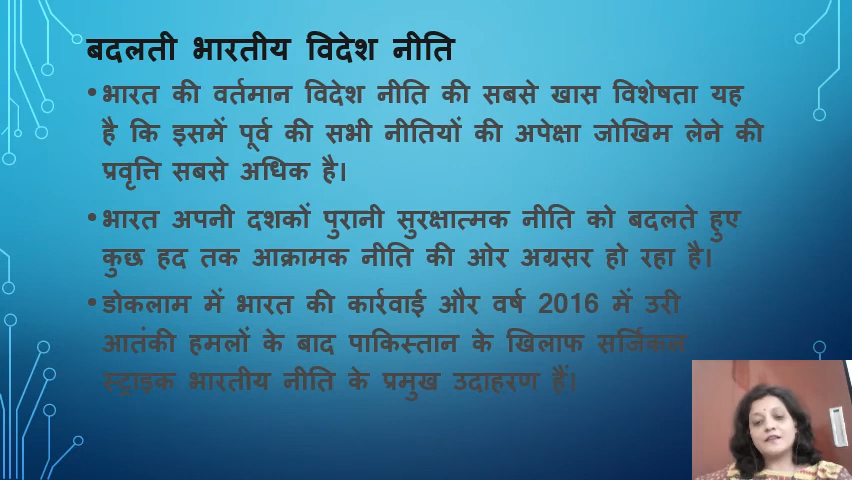 बदलती भारतीय विदेश नीति
• भारत की वर्तमान विदेश नीति की सबसे खास विशेषता यह
है कि इसमें पूर्व की सभी नीतियों की अपेक्षा जोखिम लेने की
प्रवृत्ति सबसे अधिक है।
• भारत अपनी दशकों पुरानी सुरक्षात्मक नीति को बदलते हुए
कुछ हद तक आक्रामक नीति की ओर अग्रसर हो रहा है।
• डोकलाम में भारत की कार्रवाई और वर्ष 2016 में उरी
आतंकी हमलों के बाद पाकिस्तान के खिलाफ सर्जिकल
स्ट्राइक भारतीय नीति के प्रमुख उदाहरण हैं।